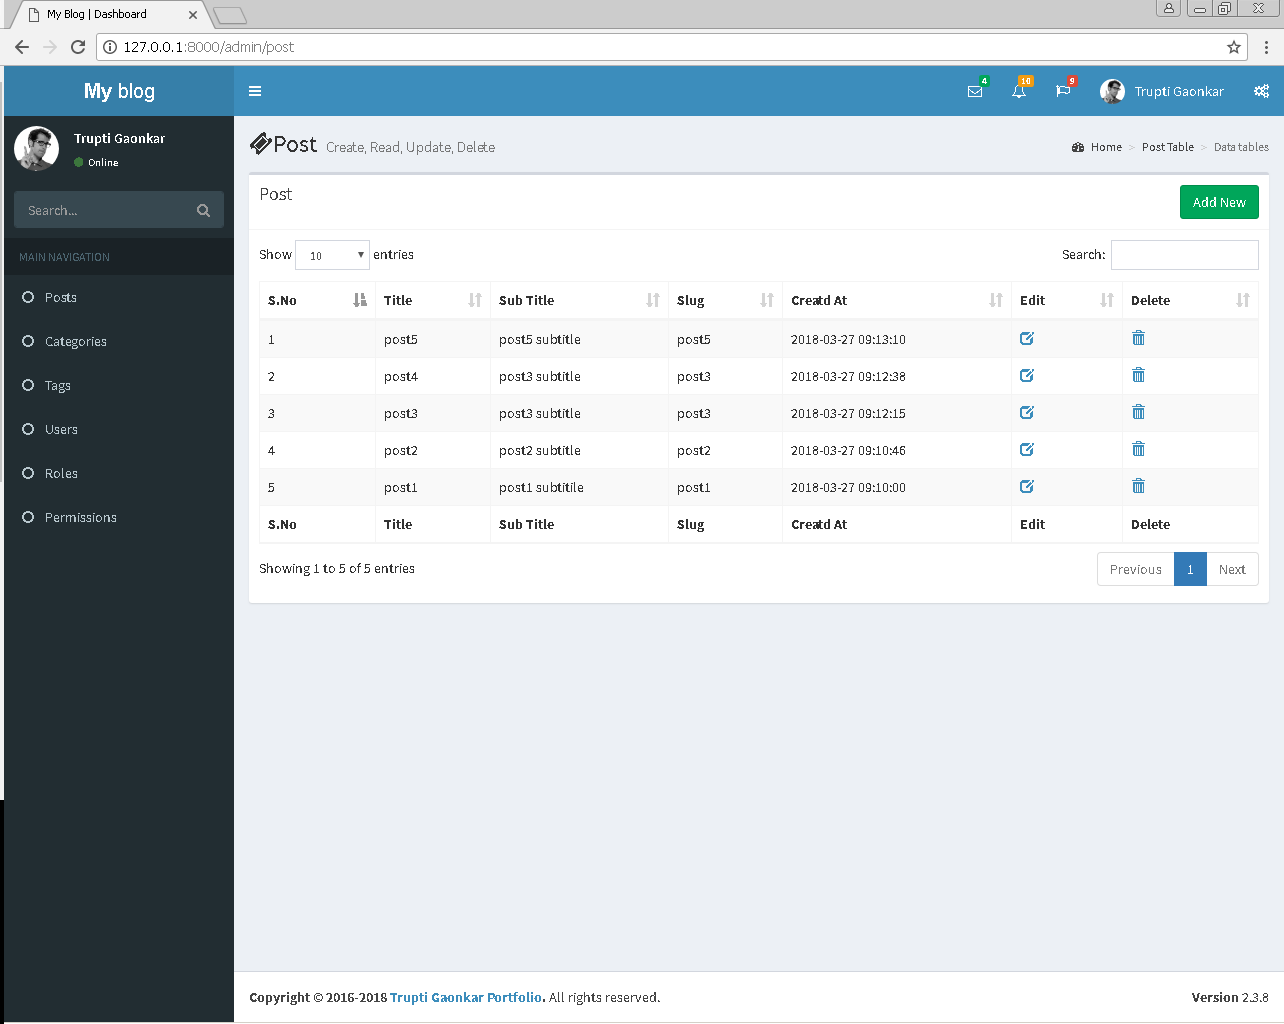 My Blog | Dashboard
127.0.0.1:8000/admin/post
My blog
4
10
9
Trupti Gaonkar
Trupti Gaonkar
Online
Search...
MAIN NAVIGATION
Posts
Categories
Tags
Users
Roles
Permissions
Post Create, Read, Update, Delete
Home > Post Table > Data tables
Post
Add New
Show 10 entries
Search:
S.No Title Sub Title Slug Creatd At Edit Delete
1 post5 post5 subtitle post5 2018-03-27 09:13:10
2 post4 post3 subtitle post3 2018-03-27 09:12:38
3 post3 post3 subtitle post3 2018-03-27 09:12:15
4 post2 post2 subtitle post2 2018-03-27 09:10:46
5 post1 post1 subtitile post1 2018-03-27 09:10:00
S.No Title Sub Title Slug Creatd At Edit Delete
Showing 1 to 5 of 5 entries
Previous 1 Next
Copyright © 2016-2018 Trupti Gaonkar Portfolio. All rights reserved.
Version 2.3.8